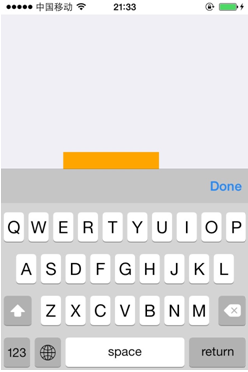 中国移动 21:33
Done
Q W E R T Y U I O P
A S D F G H J K L
Z X C V B N M
123 space return